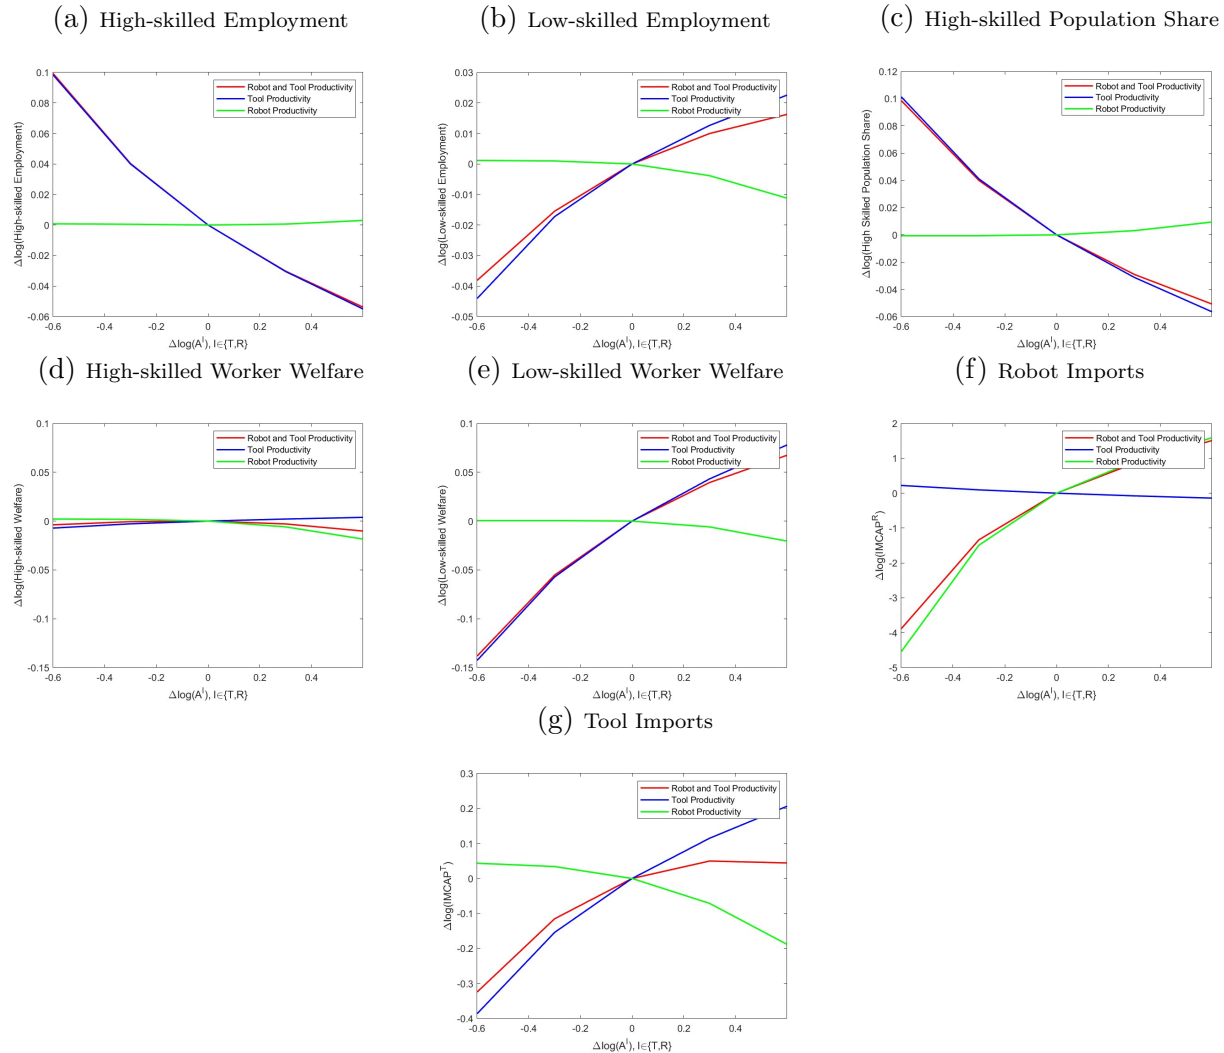 (a) High-skilled Employment
(b) Low-skilled Employment
(c) High-skilled Population Share
Δlog(High-skilled Employment)
0.1
0.08
0.06
0.04
0.02
0
-0.02
-0.04
-0.06
-0.6 -0.4 -0.2 0 0.2 0.4
Δlog(Aˡ), l∈{T,R}
Robot and Tool Productivity
Tool Productivity
Robot Productivity
Δlog(Low-skilled Employment)
0.03
0.02
0.01
0
-0.01
-0.02
-0.03
-0.04
-0.05
-0.6 -0.4 -0.2 0 0.2 0.4
Δlog(Aˡ), l∈{T,R}
Robot and Tool Productivity
Tool Productivity
Robot Productivity
Δlog(High Skilled Population Share)
0.12
0.1
0.08
0.06
0.04
0.02
0
-0.02
-0.04
-0.06
-0.6 -0.4 -0.2 0 0.2 0.4
Δlog(Aˡ), l∈{T,R}
Robot and Tool Productivity
Tool Productivity
Robot Productivity
(d) High-skilled Worker Welfare
(e) Low-skilled Worker Welfare
(f) Robot Imports
Δlog(High-skilled Welfare)
0.1
0.05
0
-0.05
-0.1
-0.15
-0.6 -0.4 -0.2 0 0.2 0.4
Δlog(Aˡ), l∈{T,R}
Robot and Tool Productivity
Tool Productivity
Robot Productivity
Δlog(Low-skilled Welfare)
0.1
0.05
0
-0.05
-0.1
-0.15
-0.6 -0.4 -0.2 0 0.2 0.4
Δlog(Aˡ), l∈{T,R}
Robot and Tool Productivity
Tool Productivity
Robot Productivity
Δlog(IMCAPᴿ)
2
1
0
-1
-2
-3
-4
-5
-0.6 -0.4 -0.2 0 0.2 0.4
Δlog(Aˡ), l∈{T,R}
Robot and Tool Productivity
Tool Productivity
Robot Productivity
(g) Tool Imports
Δlog(IMCAPᵀ)
0.3
0.2
0.1
0
-0.1
-0.2
-0.3
-0.4
-0.6 -0.4 -0.2 0 0.2 0.4
Δlog(Aˡ), l∈{T,R}
Robot and Tool Productivity
Tool Productivity
Robot Productivity